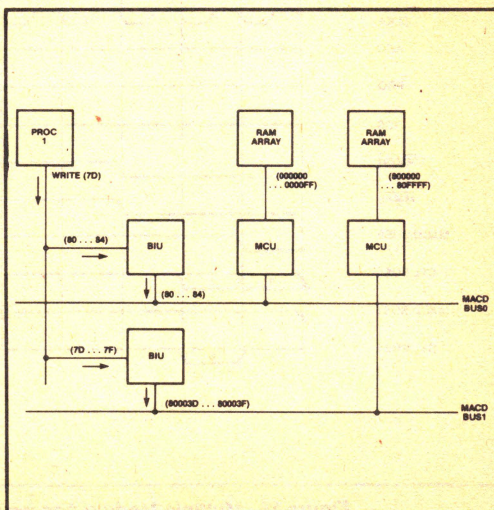 PROC
1
RAM
ARRAY
RAM
ARRAY
WRITE (7D)
(000000
...0000FF)
(800000
...80FFFF)
(80 ... 84)
BIU
MCU
MCU
(80 ... 84)
MACD
BUS0
(7D ... 7F)
BIU
(80003D ... 80003F)
MACD
BUS1